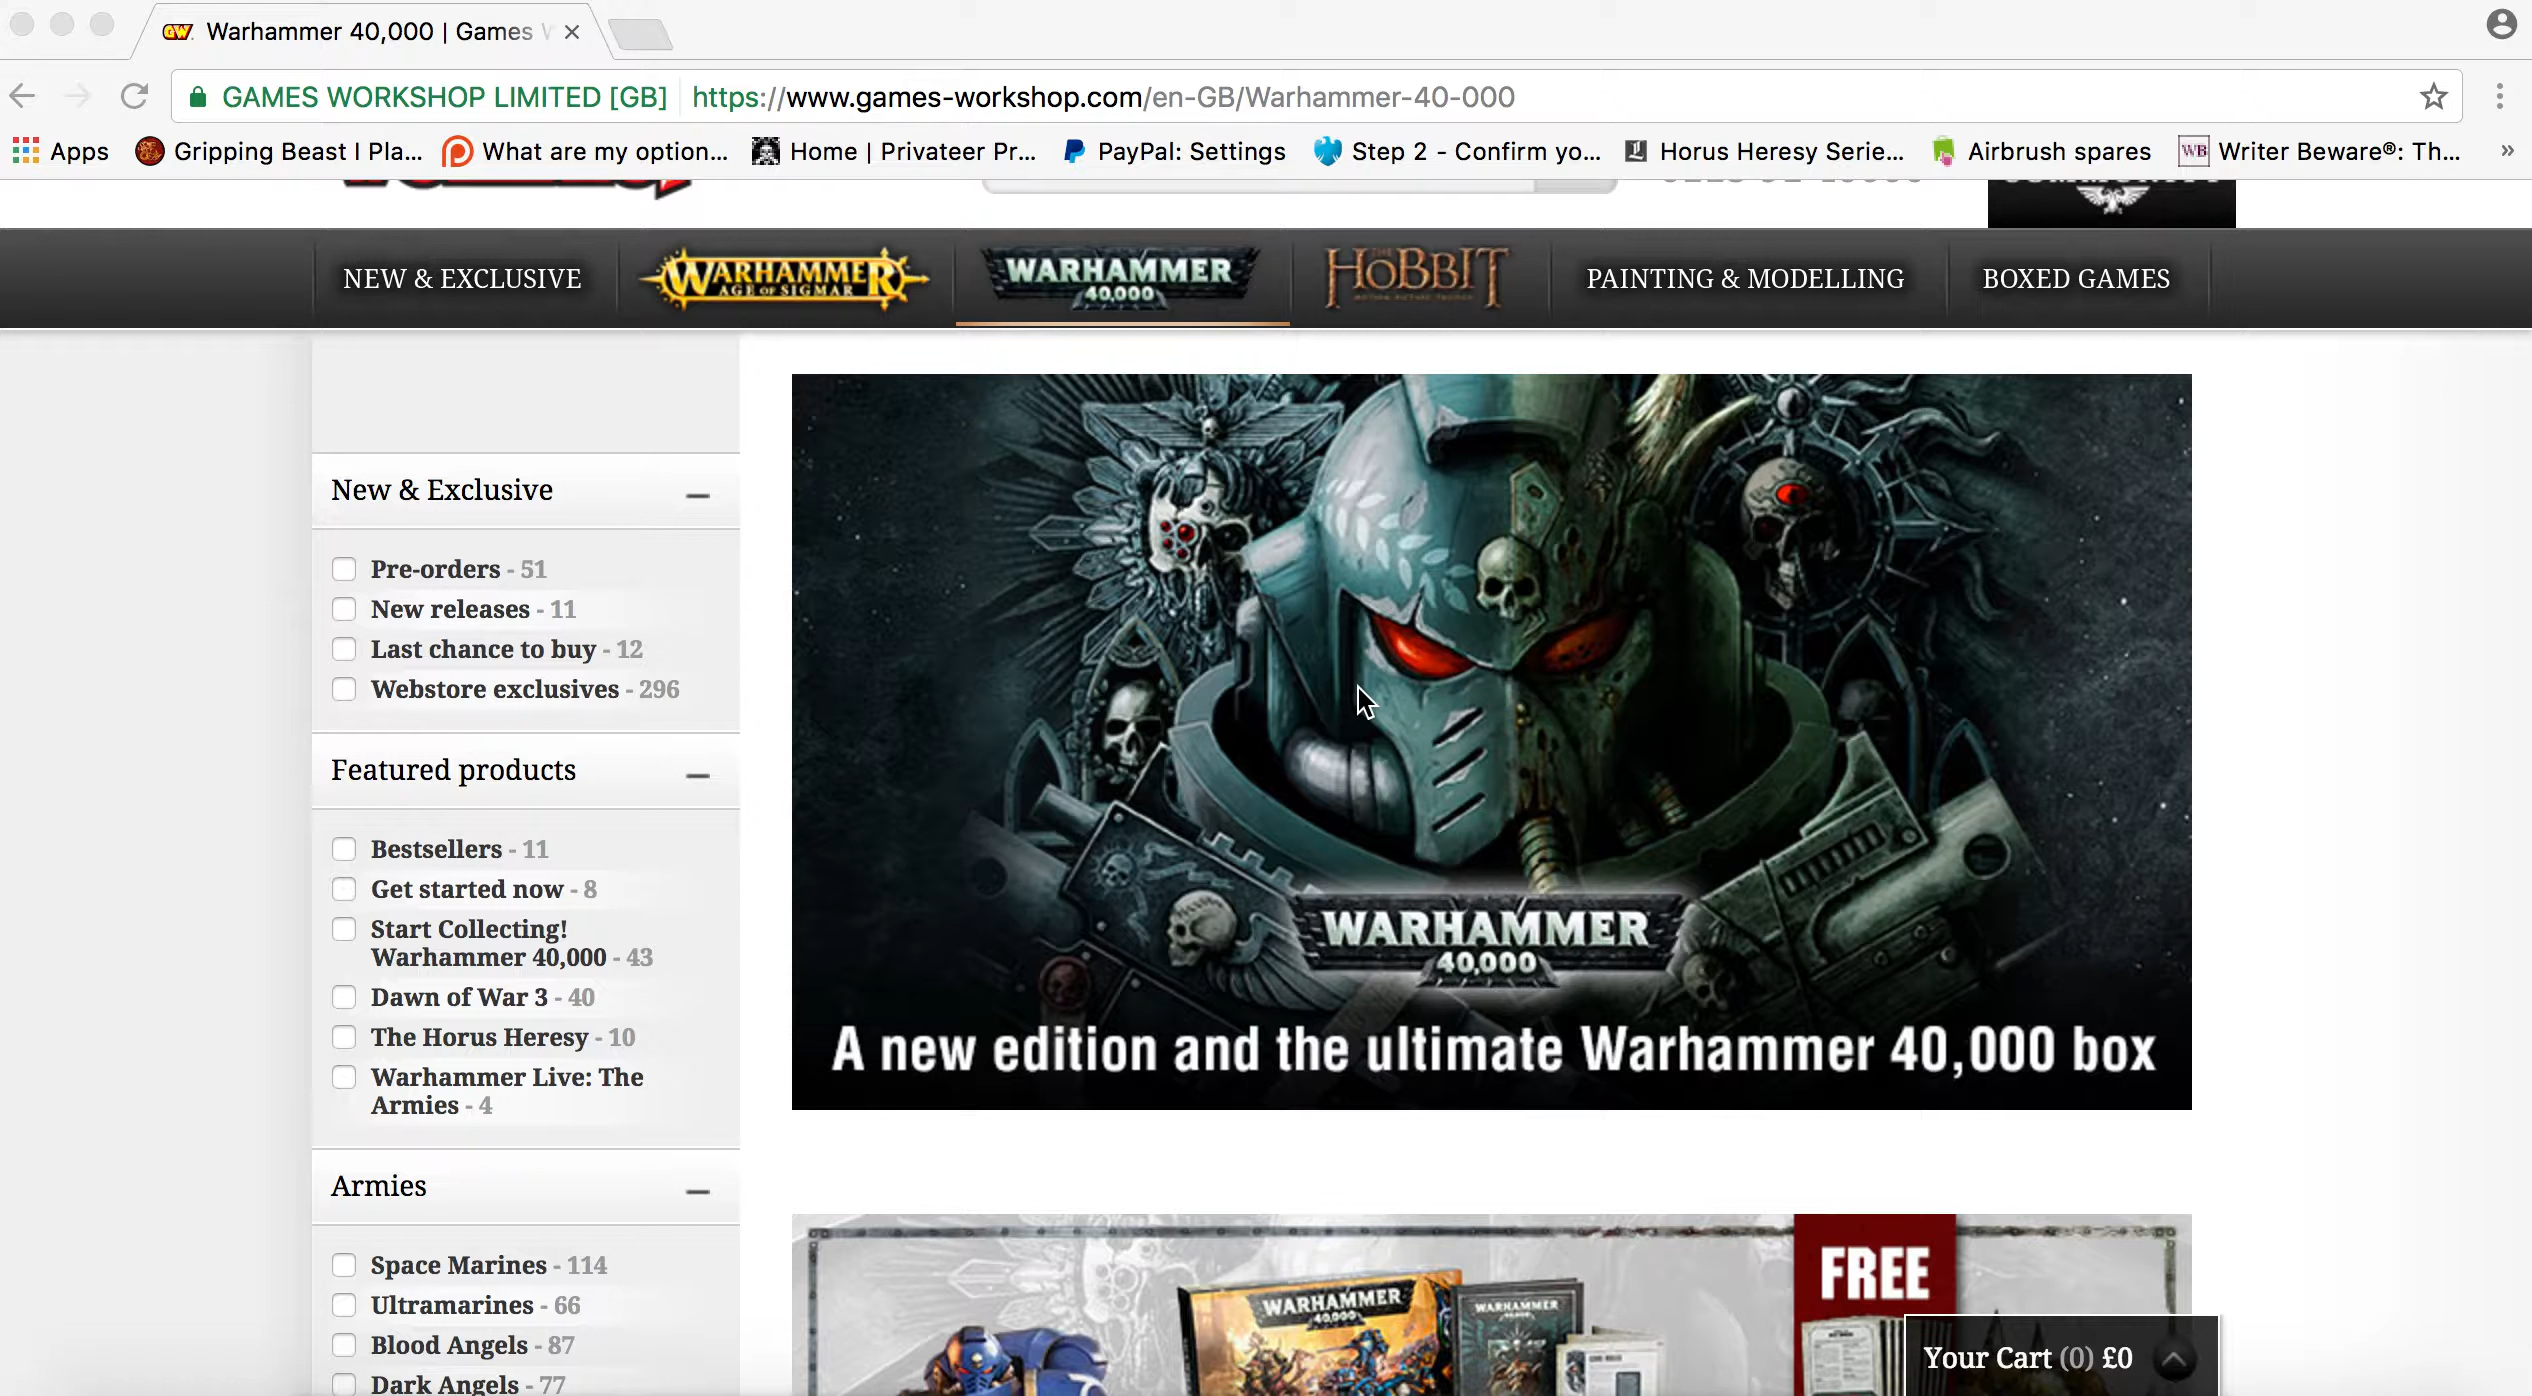 Warhammer 40,000 | Games
GAMES WORKSHOP LIMITED [GB] https://www.games-workshop.com/en-GB/Warhammer-40-000
Apps Gripping Beast I Pla... What are my option... Home | Privateer Pr... PayPal: Settings Step 2 - Confirm yo... Horus Heresy Serie... Airbrush spares WB Writer Beware®: Th... »
NEW & EXCLUSIVE WARHAMMER AGE OF SIGMAR WARHAMMER 40,000 THE HOBBIT PAINTING & MODELLING BOXED GAMES
New & Exclusive
Pre-orders - 51
New releases - 11
Last chance to buy - 12
Webstore exclusives - 296
Featured products
Bestsellers - 11
Get started now - 8
Start Collecting!
Warhammer 40,000 - 43
Dawn of War 3 - 40
The Horus Heresy - 10
Warhammer Live: The
Armies - 4
Armies
Space Marines - 114
Ultramarines - 66
Blood Angels - 87
Dark Angels - 77
WARHAMMER
40,000
A new edition and the ultimate Warhammer 40,000 box
WARHAMMER
40,000
WARHAMMER
FREE
Your Cart (0) £0